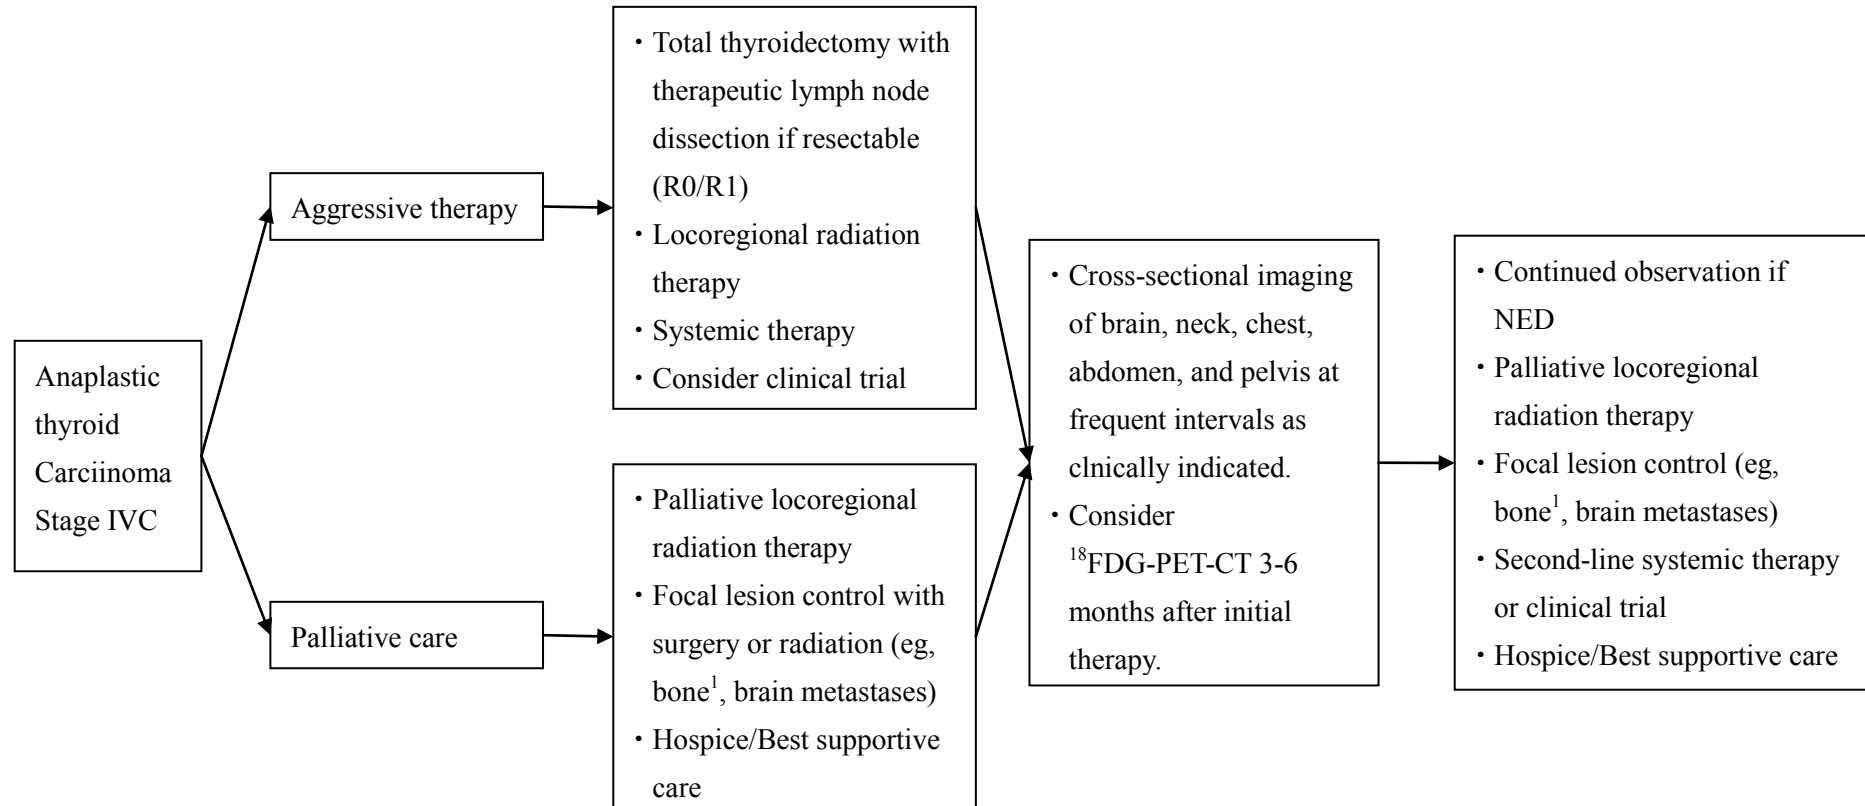 Anaplastic
thyroid
Carciinoma
Stage IVC
Aggressive therapy
・Total thyroidectomy with
therapeutic lymph node
dissection if resectable
(R0/R1)
・Locoregional radiation
therapy
・Systemic therapy
・Consider clinical trial
Palliative care
・Palliative locoregional
radiation therapy
・Focal lesion control with
surgery or radiation (eg,
bone¹, brain metastases)
・Hospice/Best supportive
care
・Cross-sectional imaging
of brain, neck, chest,
abdomen, and pelvis at
frequent intervals as
clnically indicated.
・Consider
¹⁸FDG-PET-CT 3-6
months after initial
therapy.
・Continued observation if
NED
・Palliative locoregional
radiation therapy
・Focal lesion control (eg,
bone¹, brain metastases)
・Second-line systemic therapy
or clinical trial
・Hospice/Best supportive care